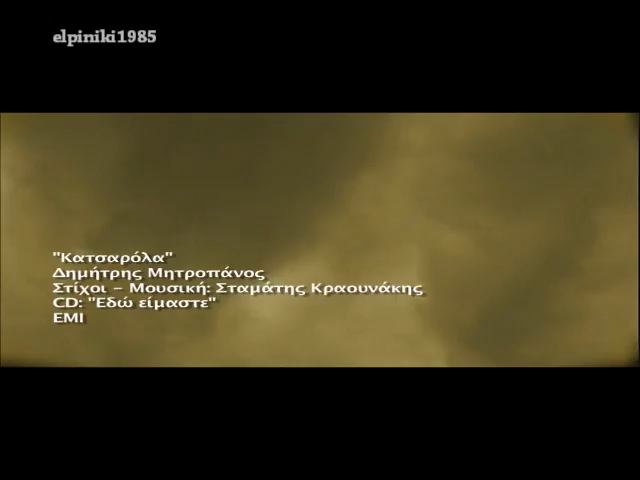 elpiniki1985
"Κατσαρόλα"
Δημήτρης Μητροπάνος
Στίχοι – Μουσική: Σταμάτης Κραουνάκης
CD: "Εδώ είμαστε"
EMI